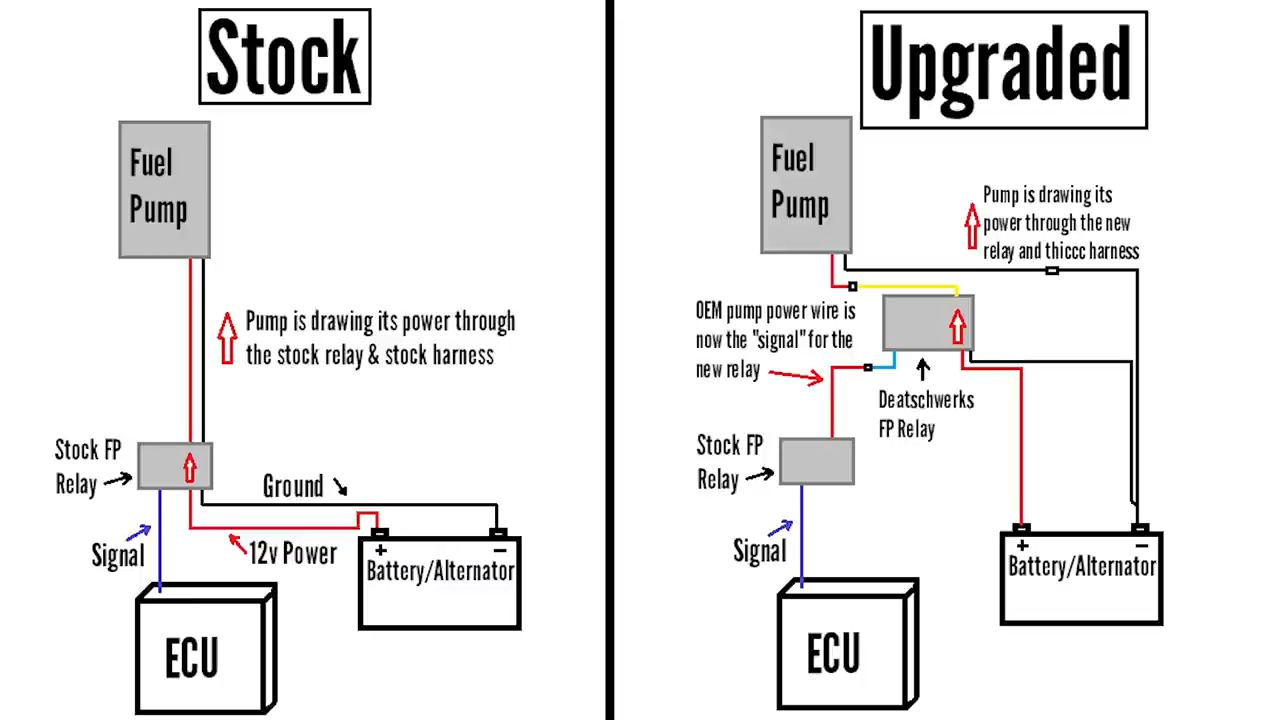 Stock
Fuel
Pump
Pump is drawing its power through
the stock relay & stock harness
Stock FP
Relay
Ground
Signal
12v Power
+
−
Battery/Alternator
ECU
Upgraded
Fuel
Pump
Pump is drawing its
power through the new
relay and thiccc harness
OEM pump power wire is
now the "signal" for the
new relay
Deatschwerks
FP Relay
Stock FP
Relay
Signal
+
−
Battery/Alternator
ECU